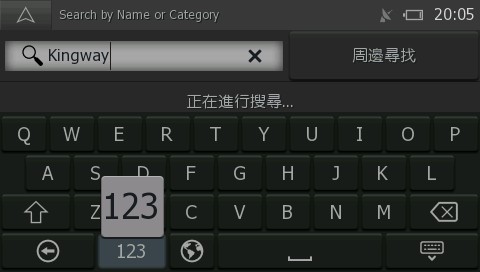 Search by Name or Category 20:05
Kingway 周邊尋找
正在進行搜尋...
Q W E R T Y U I O P
A S D F G H J K L
Z 123 C V B N M
123